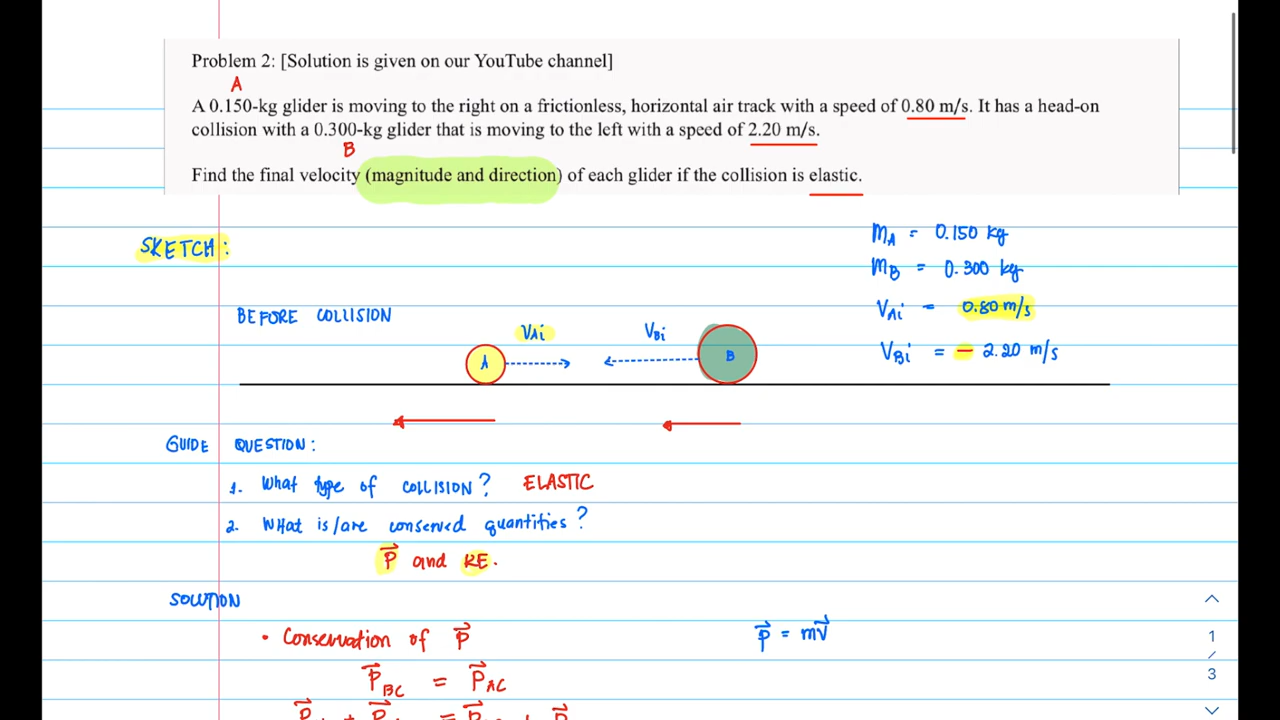 Problem 2: [Solution is given on our YouTube channel]
A
A 0.150-kg glider is moving to the right on a frictionless, horizontal air track with a speed of 0.80 m/s. It has a head-on
collision with a 0.300-kg glider that is moving to the left with a speed of 2.20 m/s.
B
Find the final velocity (magnitude and direction) of each glider if the collision is elastic.
SKETCH:
mA = 0.150 kg
mB = 0.300 kg
VAi = 0.80 m/s
VBi = - 2.20 m/s
BEFORE COLLISION
VAi
VBi
A
B
GUIDE QUESTION:
1. What type of COLLISION? ELASTIC
2. WHAT is/are conserved quantities?
P⃗ and KE.
SOLUTION
• Conservation of P⃗
p⃗ = mv⃗
P⃗BC = P⃗AC
1
/
3